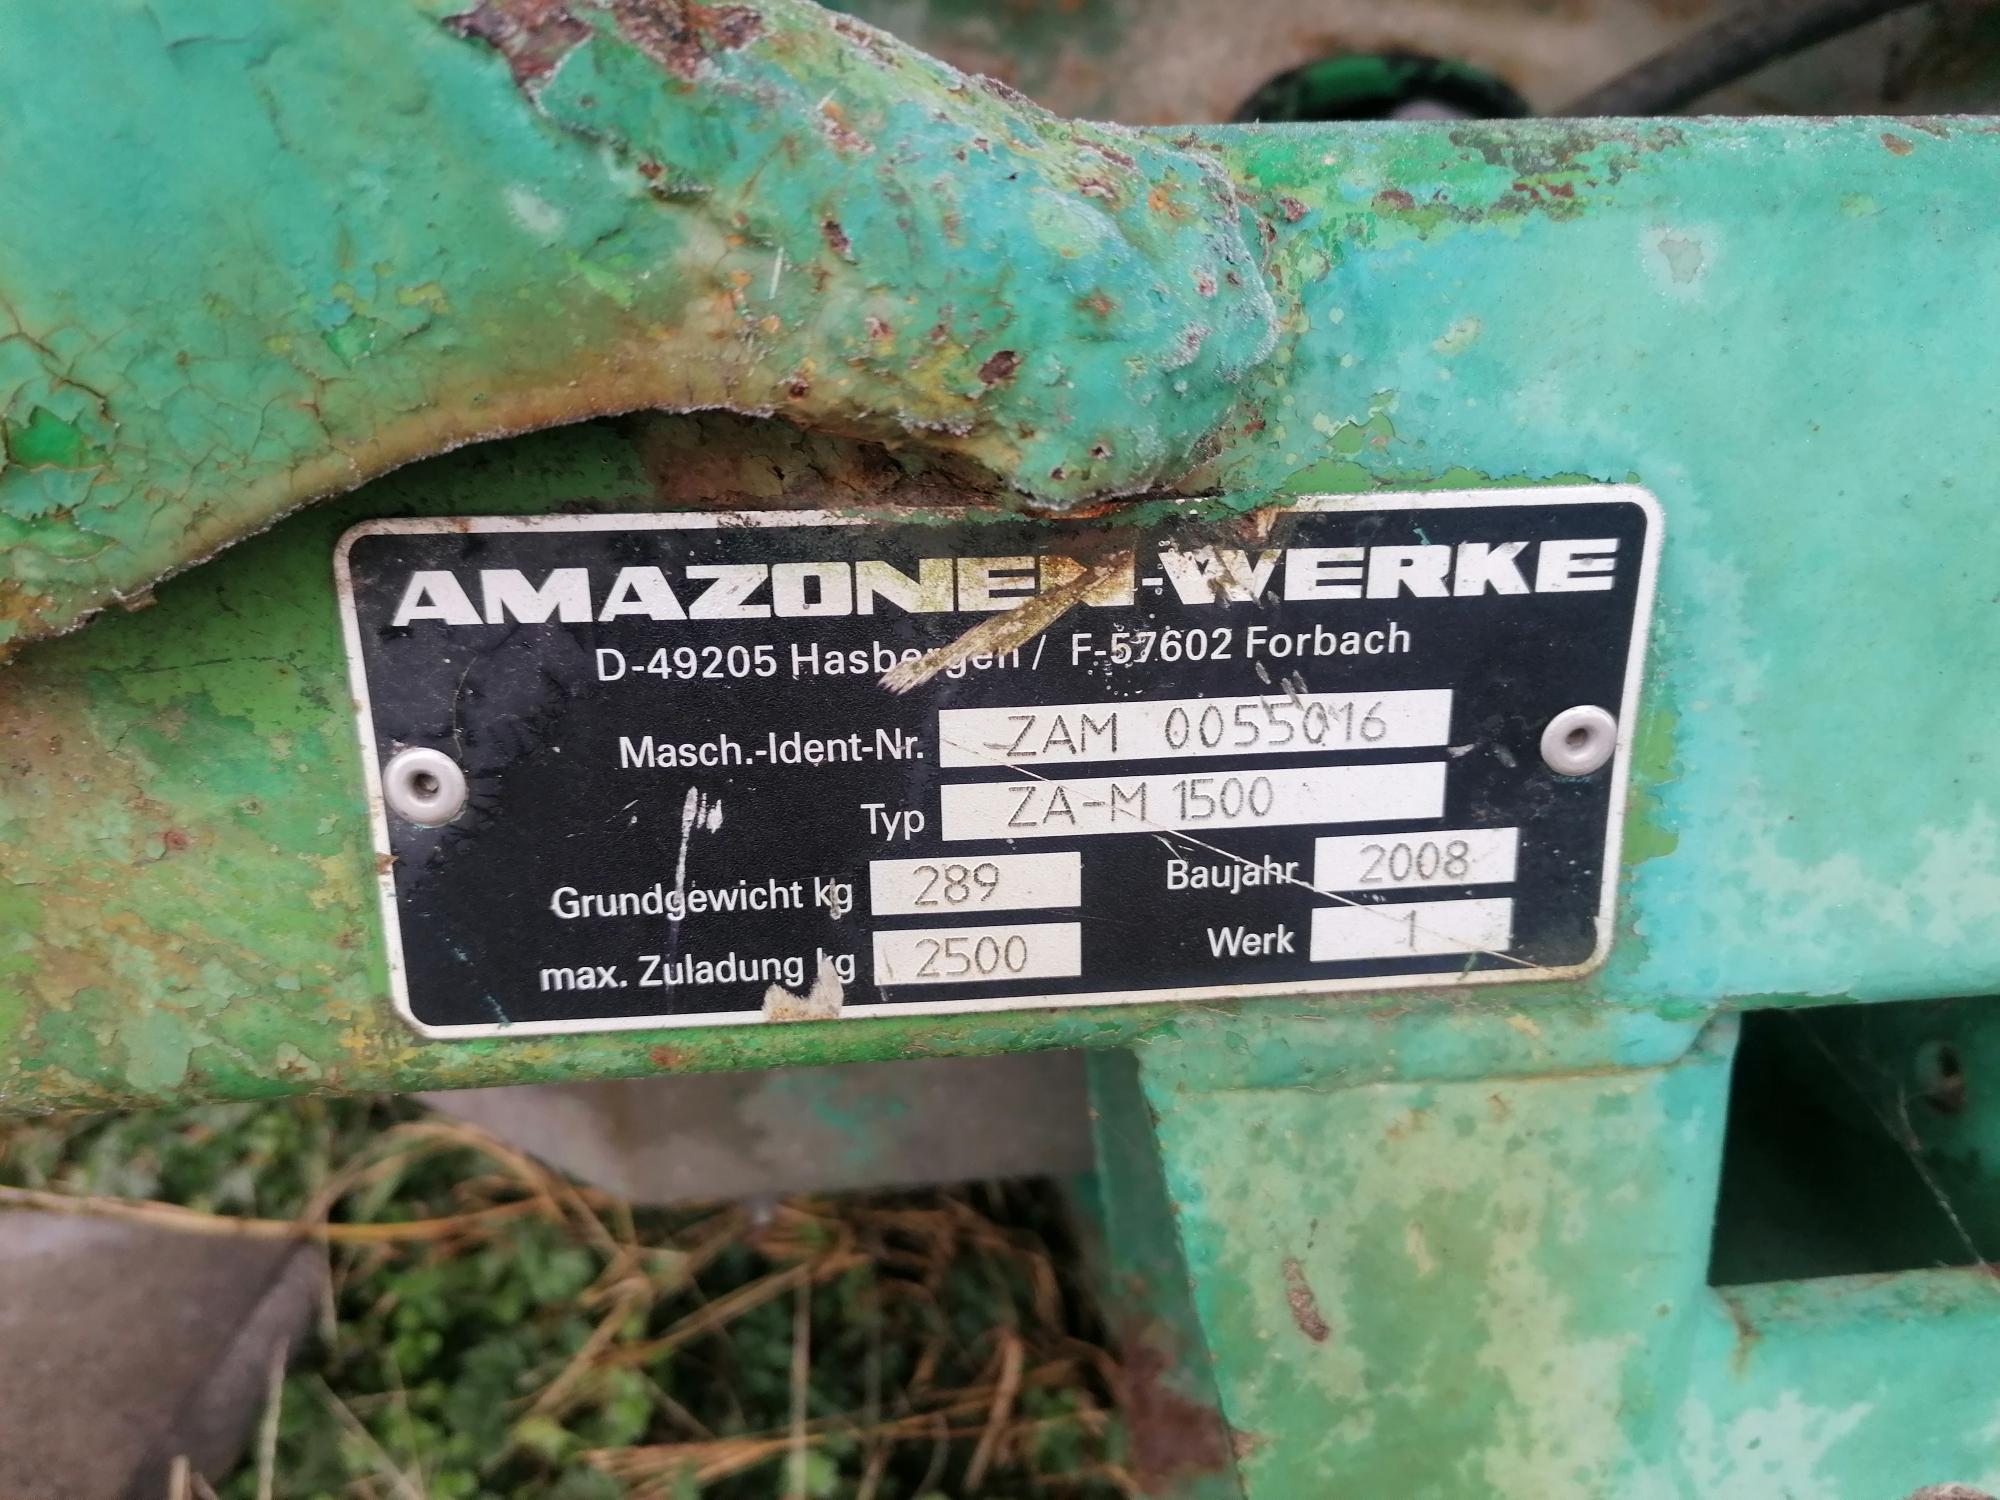 AMAZONEN-WERKE
D-49205 Hasbergen / F-57602 Forbach
Masch.-Ident-Nr. ZAM 0055016
Typ ZA-M 1500
Grundgewicht kg 289 Baujahr 2008
max. Zuladung kg 2500 Werk 1